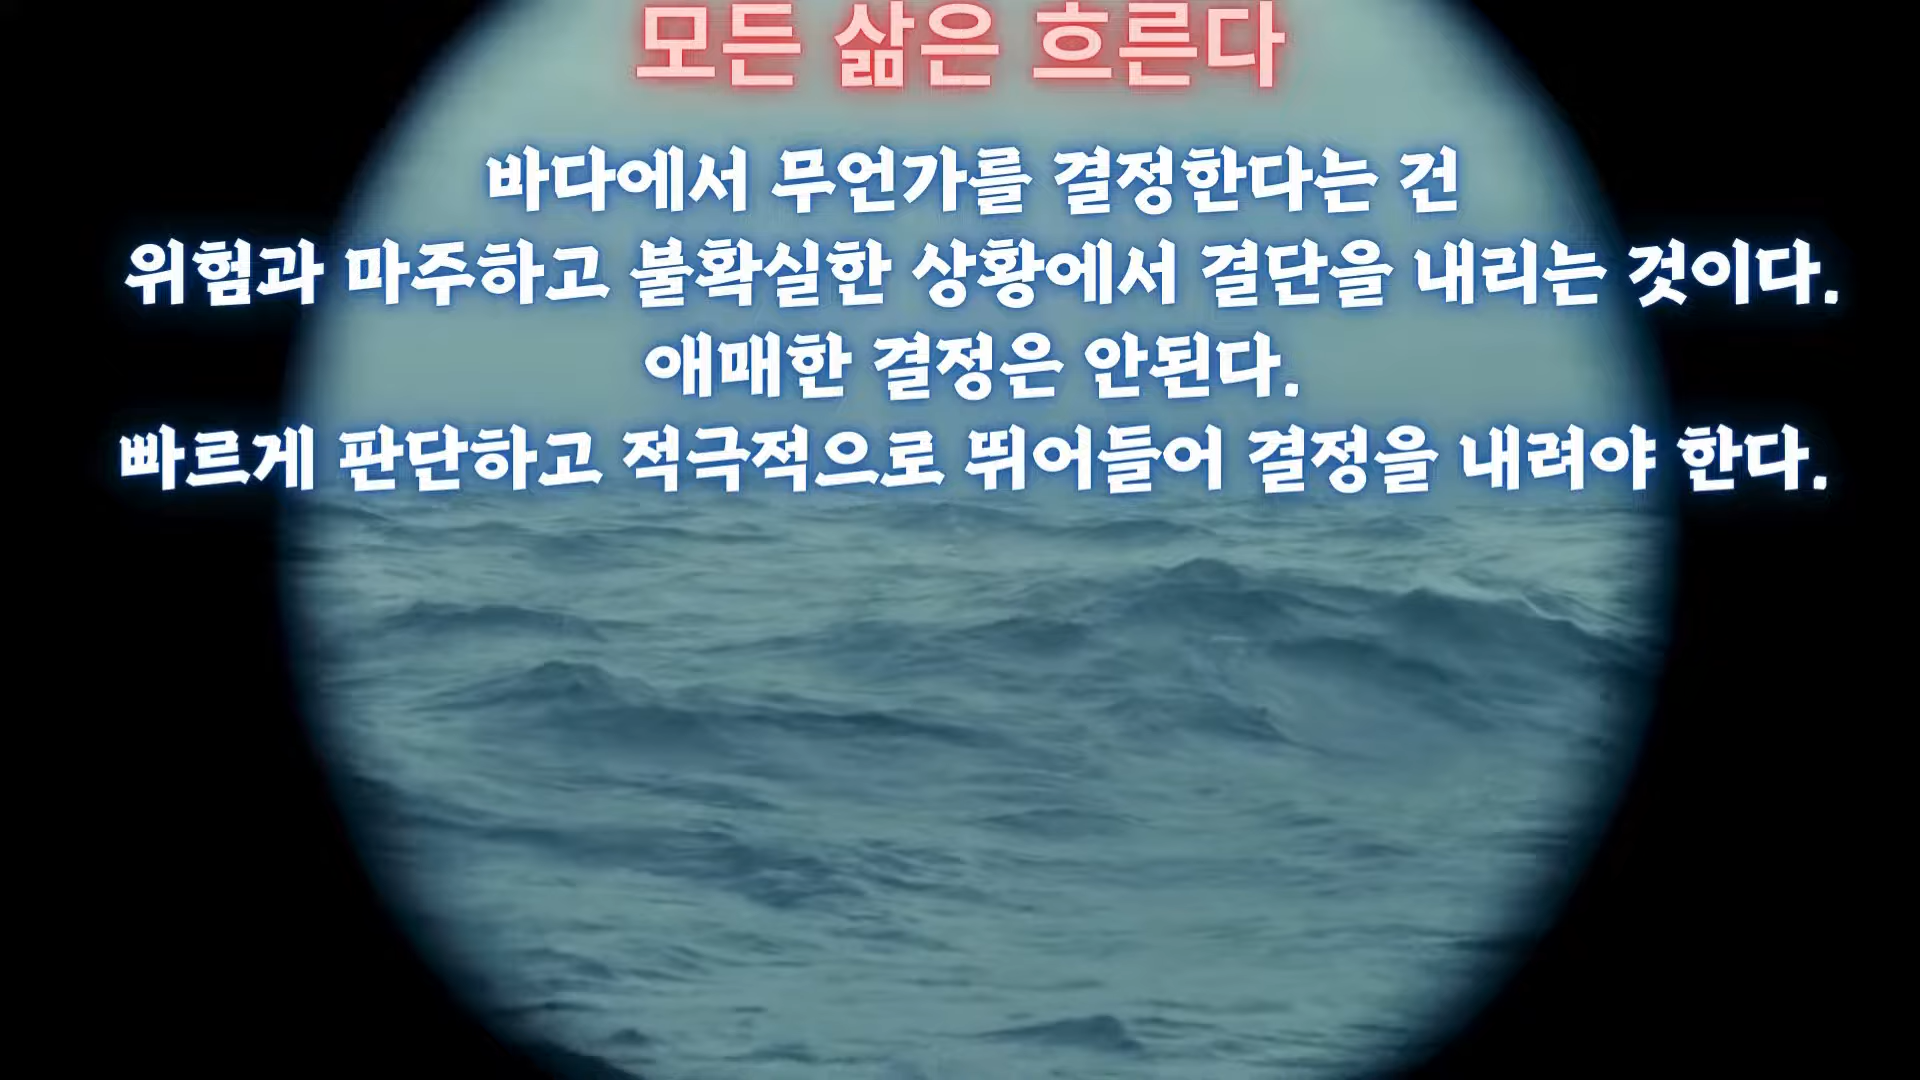 모든 삶은 흐른다
바다에서 무언가를 결정한다는 건
위험과 마주하고 불확실한 상황에서 결단을 내리는 것이다.
애매한 결정은 안된다.
빠르게 판단하고 적극적으로 뛰어들어 결정을 내려야 한다.